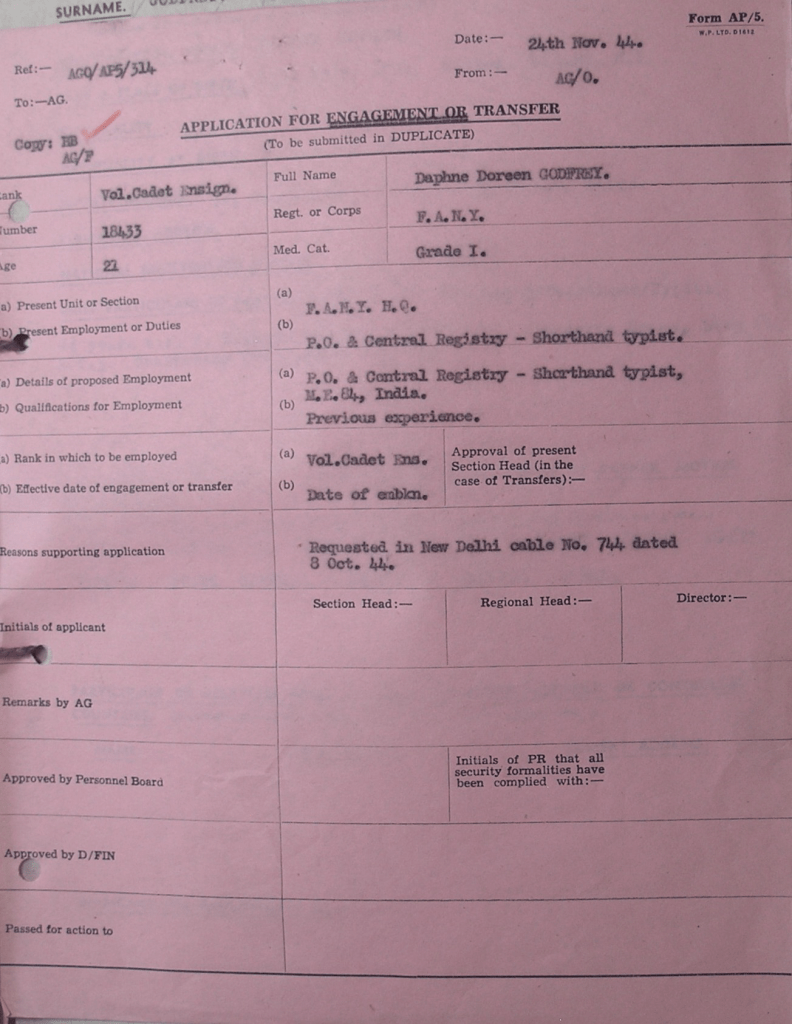 SURNAME.
Form AP/5.
W.P. LTD. D1612
Date:— 24th Nov. 44.
Ref:— AGO/AP5/314
From:— AG/O.
To:—AG.
Copy: HB
AG/F
APPLICATION FOR ENGAGEMENT OR TRANSFER
(To be submitted in DUPLICATE)
ank Vol.Cadet Ensign. Full Name Daphne Doreen GODFREY.
umber 18433 Regt. or Corps F.A.N.Y.
ge 21 Med. Cat. Grade I.
a) Present Unit or Section (a) F.A.N.Y. H.Q.
b) Present Employment or Duties (b) P.O. & Central Registry - Shorthand typist.
a) Details of proposed Employment (a) P.O. & Central Registry - Shorthand typist,
M.E.84, India.
b) Qualifications for Employment (b) Previous experience.
a) Rank in which to be employed (a) Vol.Cadet Ens.
(b) Effective date of engagement or transfer (b) Date of embkn.
Approval of present
Section Head (in the
case of Transfers):—
Reasons supporting application Requested in New Delhi cable No. 744 dated
8 Oct. 44.
Initials of applicant Section Head:— Regional Head:— Director:—
Remarks by AG
Approved by Personnel Board
Initials of PR that all
security formalities have
been complied with:—
Approved by D/FIN
Passed for action to